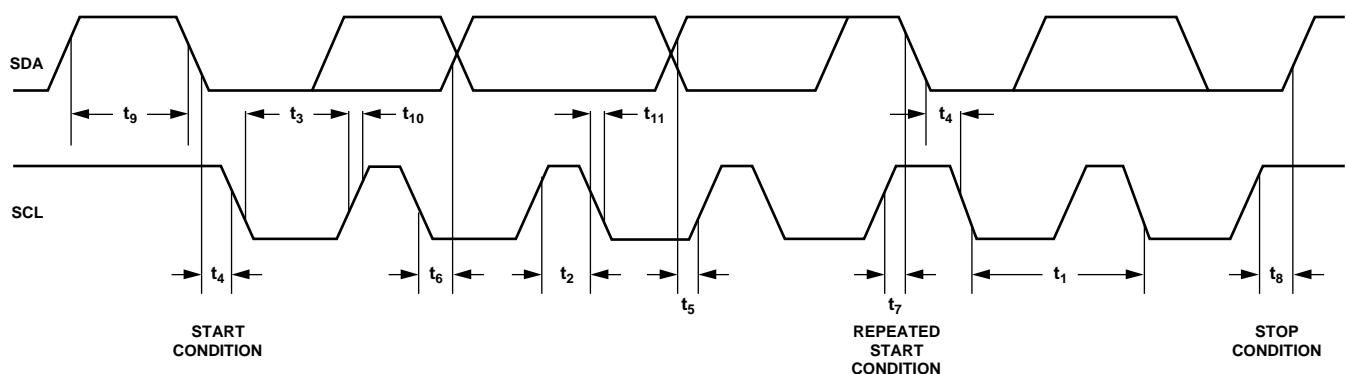 SDA
t9
t3
t10
t11
t4
SCL
t4
t6
t2
t5
t7
t1
t8
START
CONDITION
REPEATED
START
CONDITION
STOP
CONDITION